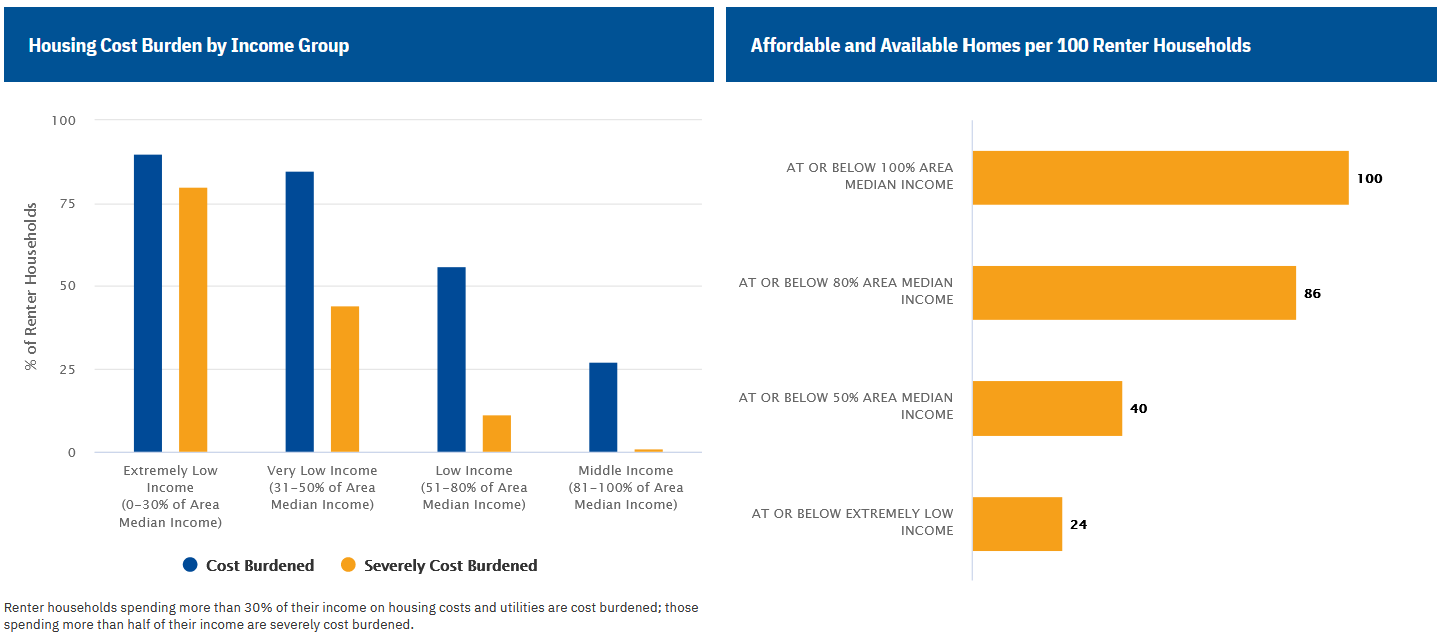 Housing Cost Burden by Income Group
100
75
50
25
0
% of Renter Households
Extremely Low
Income
(0–30% of Area
Median Income)
Very Low Income
(31–50% of Area
Median Income)
Low Income
(51–80% of Area
Median Income)
Middle Income
(81–100% of Area
Median Income)
Cost Burdened
Severely Cost Burdened
Renter households spending more than 30% of their income on housing costs and utilities are cost burdened; those
spending more than half of their income are severely cost burdened.
Affordable and Available Homes per 100 Renter Households
AT OR BELOW 100% AREA
MEDIAN INCOME
100
AT OR BELOW 80% AREA MEDIAN
INCOME
86
AT OR BELOW 50% AREA MEDIAN
INCOME
40
AT OR BELOW EXTREMELY LOW
INCOME
24